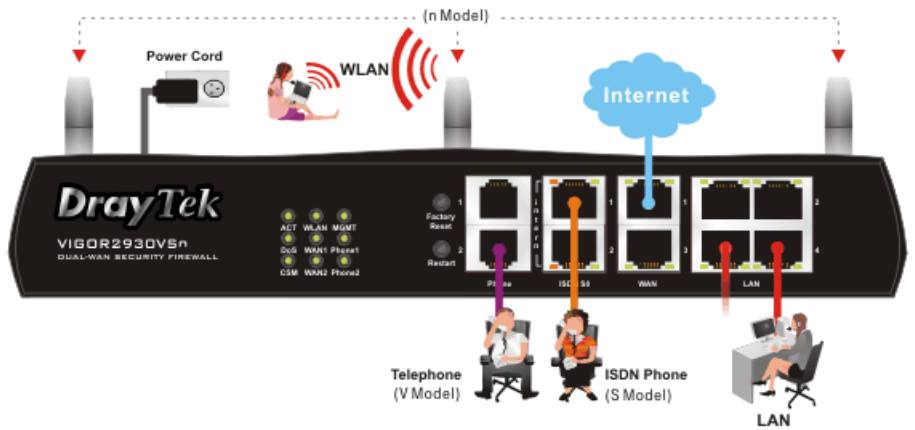 (n Model)
Power Cord
WLAN
Internet
DrayTek
VIGOR2930VSn
DUAL-WAN SECURITY FIREWALL
ACT WLAN MGMT
DoS WAN1 Phone1
CSM WAN2 Phone2
Factory
Reset
Restart
1
2
Phone
intern
1
2
ISDN S0
1
3
WAN
2
4
LAN
Telephone
(V Model)
ISDN Phone
(S Model)
LAN